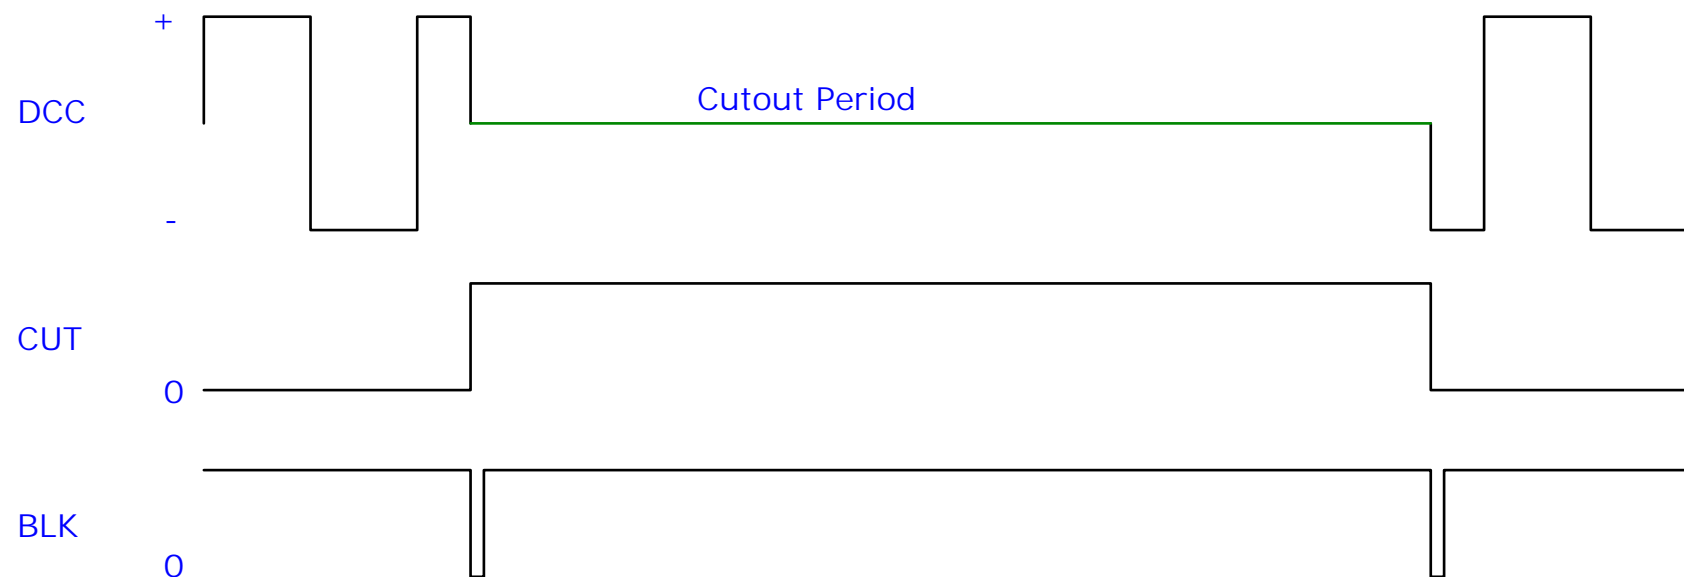 +
DCC
Cutout Period
-
CUT
0
BLK
0